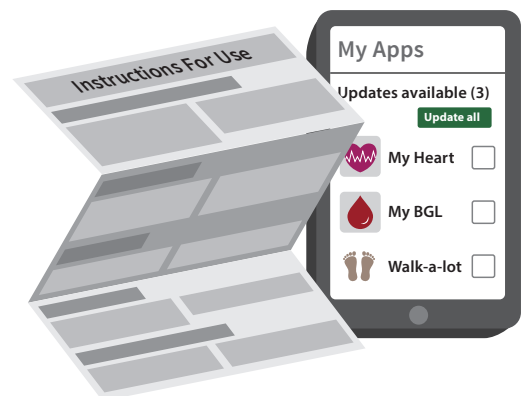 Instructions For Use
My Apps
Updates available (3)
Update all
My Heart
My BGL
Walk-a-lot